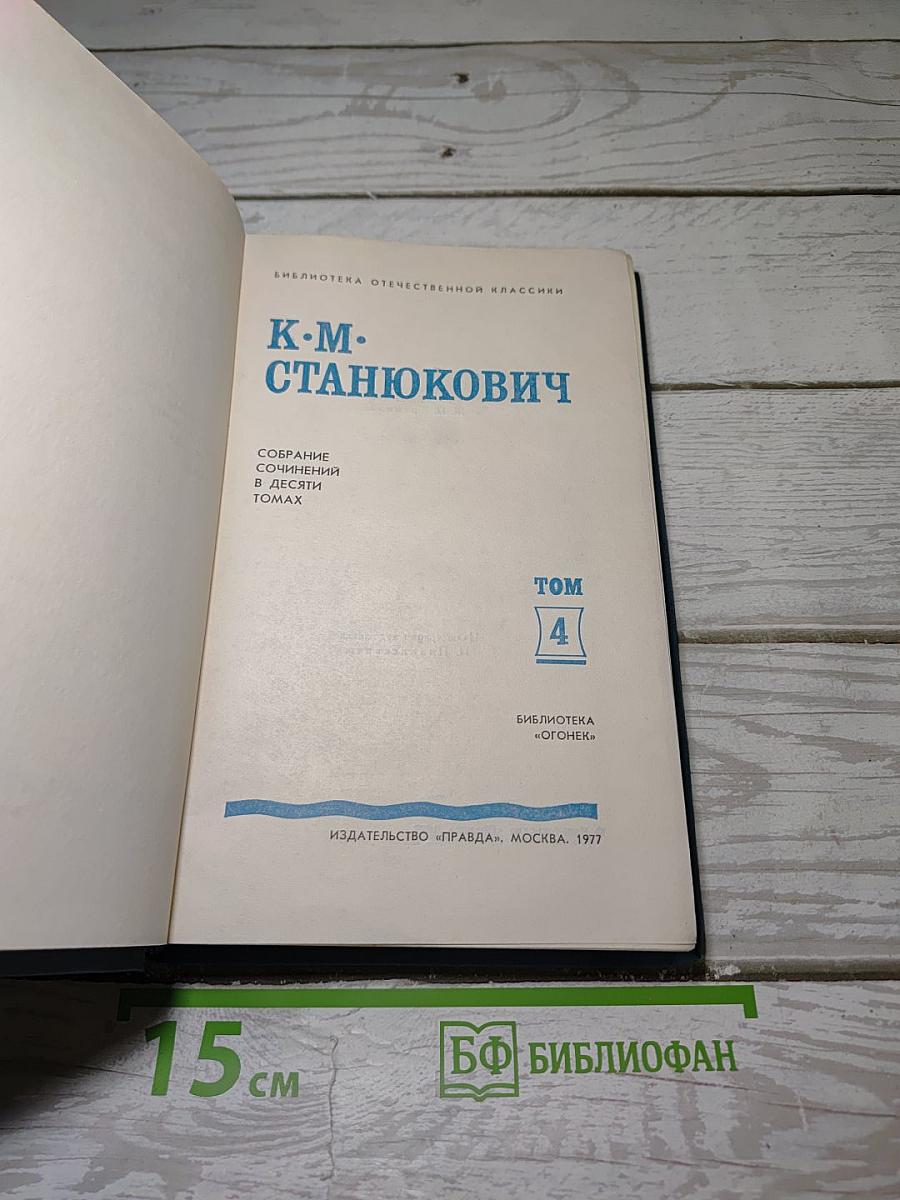 БИБЛИОТЕКА ОТЕЧЕСТВЕННОЙ КЛАССИКИ
К·М·
СТАНЮКОВИЧ
СОБРАНИЕ
СОЧИНЕНИЙ
В ДЕСЯТИ
ТОМАХ
ТОМ
4
БИБЛИОТЕКА
«ОГОНЕК»
ИЗДАТЕЛЬСТВО «ПРАВДА». МОСКВА. 1977
15 см
БФ БИБЛИОФАН